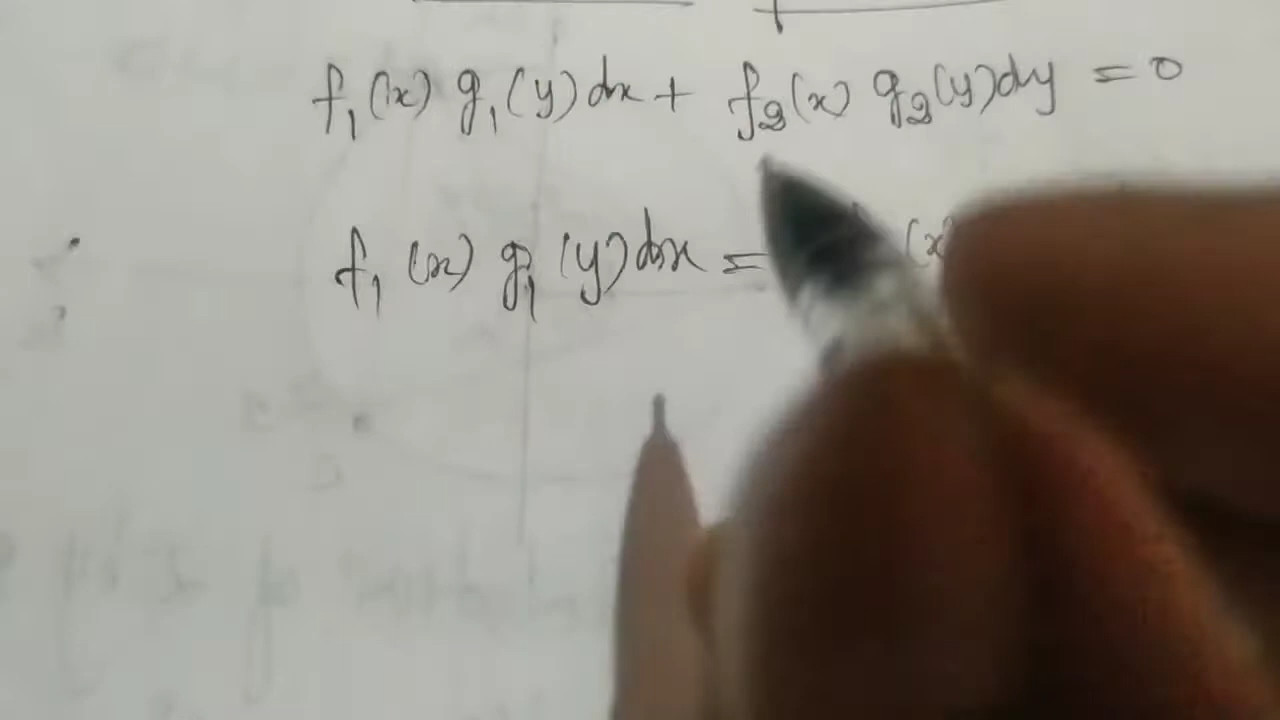 f₁(x) g₁(y)dx + f₂(x) g₂(y)dy = 0
f₁(x) g₁(y)dx = (x)